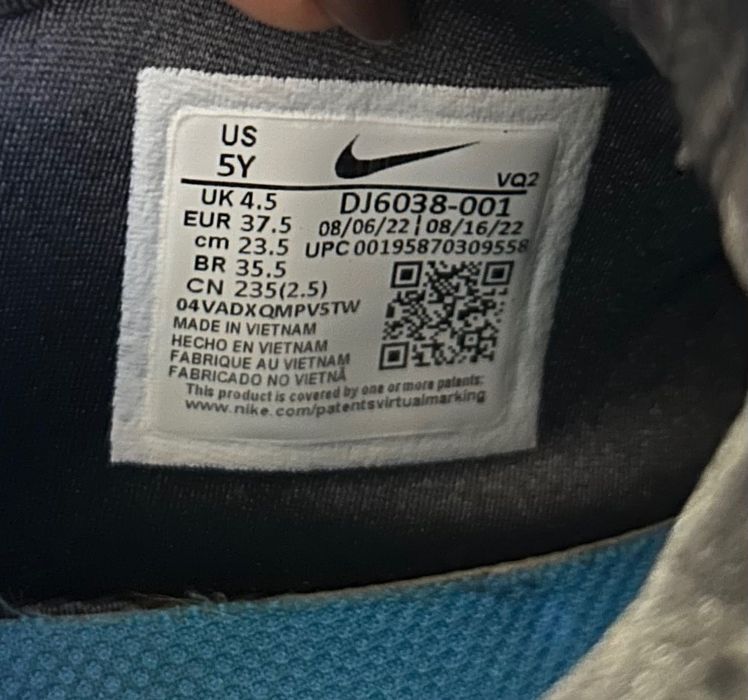 US
5Y
VQ2
UK 4.5
DJ6038-001
EUR 37.5
08/06/22 | 08/16/22
cm 23.5
UPC 00195870309558
BR 35.5
CN 235(2.5)
04VADXQMPV5TW
MADE IN VIETNAM
HECHO EN VIETNAM
FABRIQUE AU VIETNAM
FABRICADO NO VIETNÃ
This product is covered by one or more patents:
www.nike.com/patentsvirtualmarking